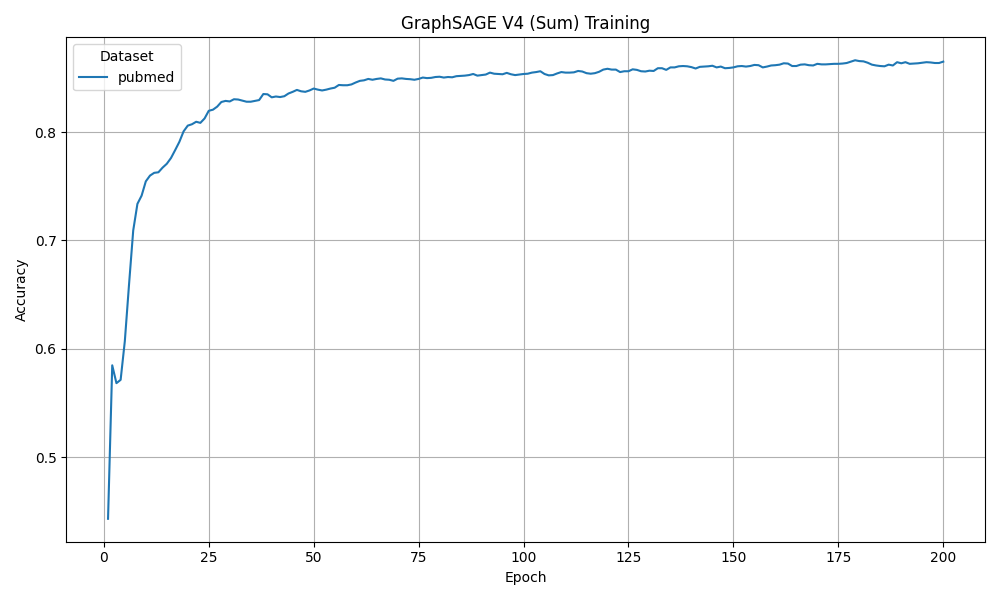 GraphSAGE V4 (Sum) Training
Dataset
pubmed
Accuracy
0.8
0.7
0.6
0.5
0 25 50 75 100 125 150 175 200
Epoch